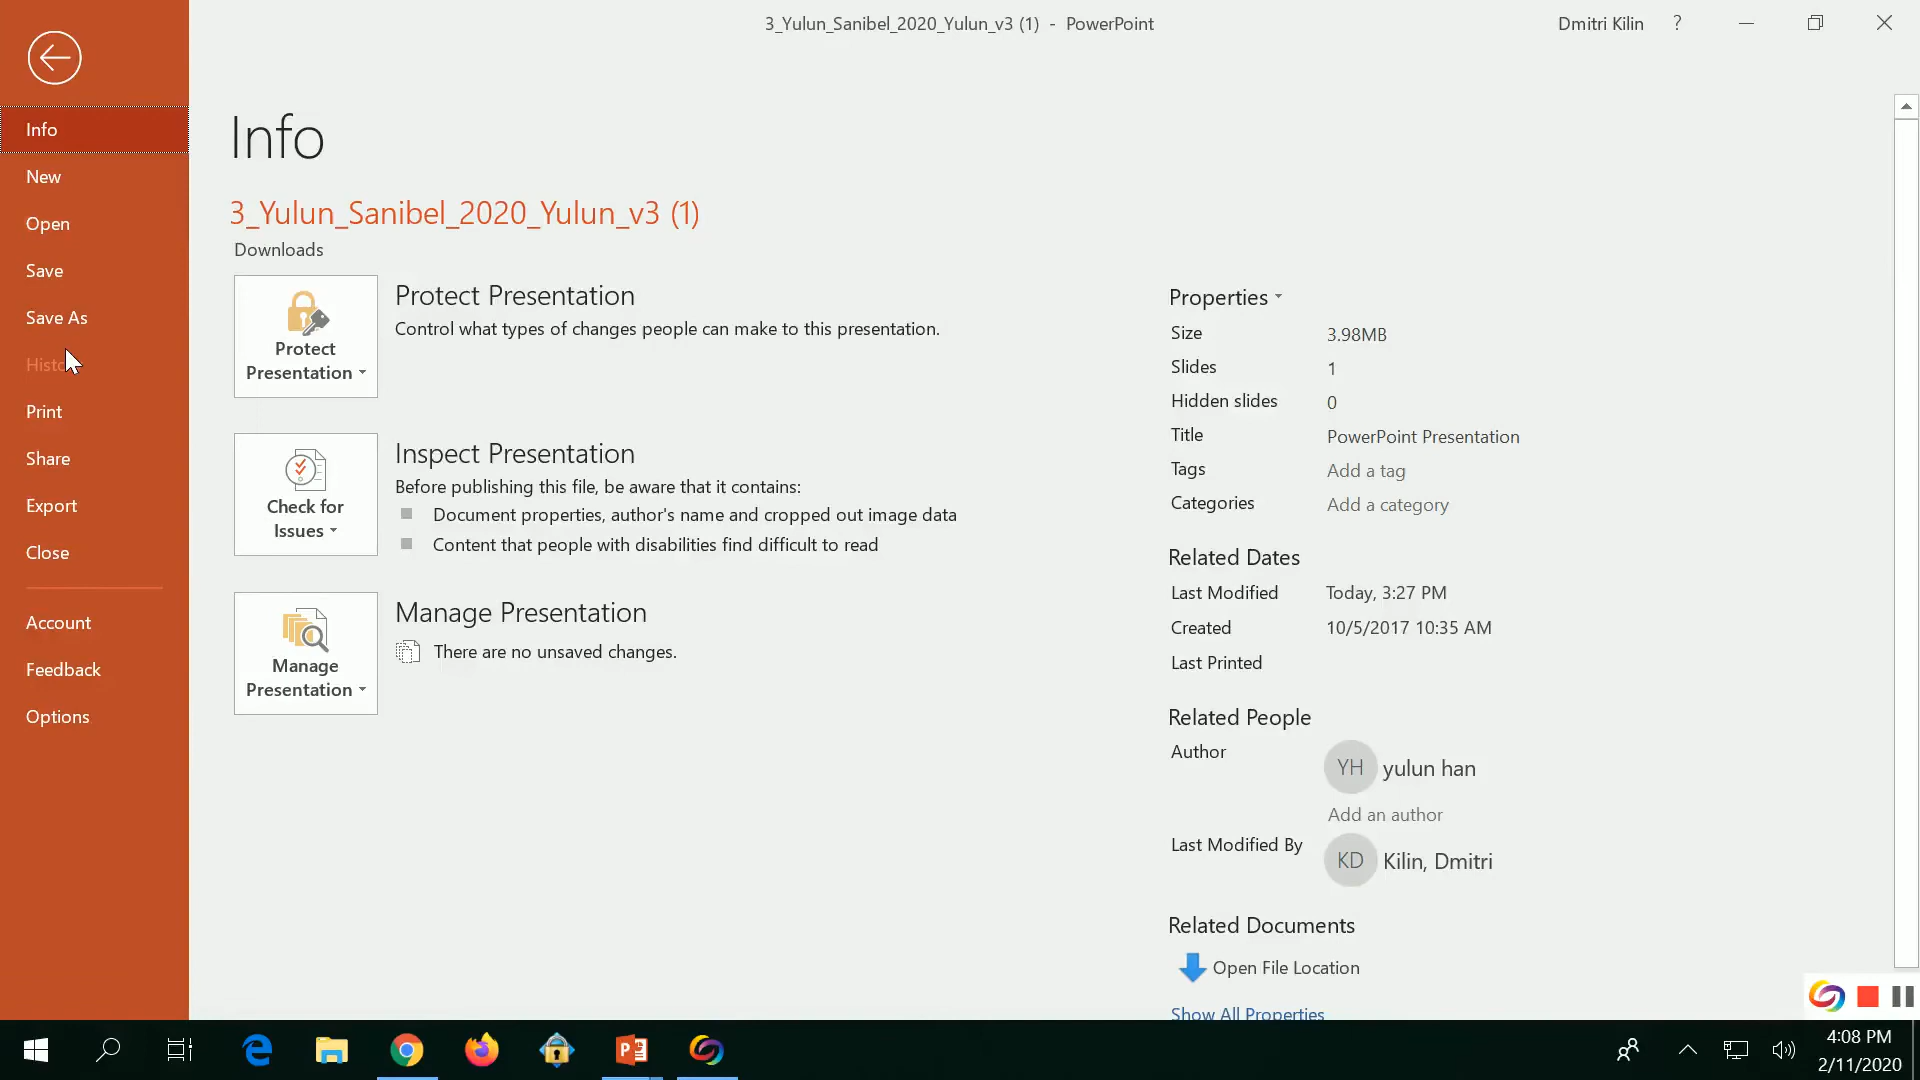 3_Yulun_Sanibel_2020_Yulun_v3 (1) - PowerPoint
Dmitri Kilin
?
Info
New
Open
Save
Save As
Print
Share
Export
Close
Account
Feedback
Options
Info
3_Yulun_Sanibel_2020_Yulun_v3 (1)
Downloads
Protect
Presentation
Protect Presentation
Control what types of changes people can make to this presentation.
Check for
Issues
Inspect Presentation
Before publishing this file, be aware that it contains:
Document properties, author's name and cropped out image data
Content that people with disabilities find difficult to read
Manage
Presentation
Manage Presentation
There are no unsaved changes.
Properties
Size 3.98MB
Slides 1
Hidden slides 0
Title PowerPoint Presentation
Tags Add a tag
Categories Add a category
Related Dates
Last Modified Today, 3:27 PM
Created 10/5/2017 10:35 AM
Last Printed
Related People
Author YH yulun han
Add an author
Last Modified By KD Kilin, Dmitri
Related Documents
Open File Location
Show All Properties
4:08 PM
2/11/2020